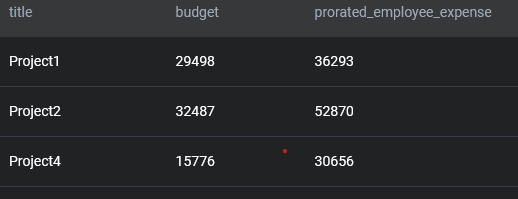 title budget prorated_employee_expense
Project1 29498 36293
Project2 32487 52870
Project4 15776 30656